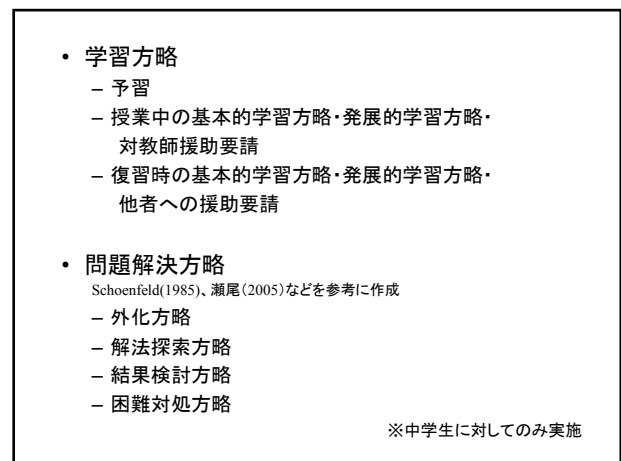 • 学習方略
– 予習
– 授業中の基本的学習方略・発展的学習方略・
対教師援助要請
– 復習時の基本的学習方略・発展的学習方略・
他者への援助要請
• 問題解決方略
Schoenfeld(1985)、瀬尾(2005)などを参考に作成
– 外化方略
– 解法探索方略
– 結果検討方略
– 困難対処方略
※中学生に対してのみ実施